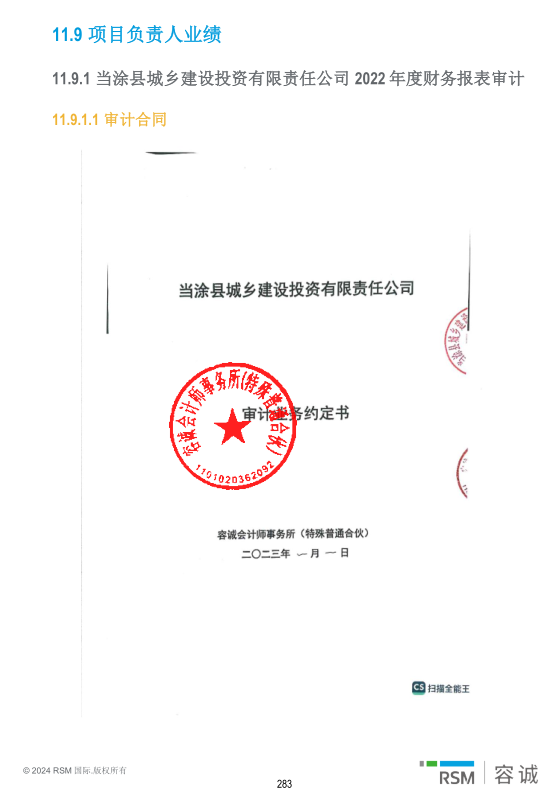 11.9 项目负责人业绩
11.9.1 当涂县城乡建设投资有限责任公司 2022 年度财务报表审计
11.9.1.1 审计合同
当涂县城乡建设投资有限责任公司
容诚会计师事务所(特殊普通合伙)
1101020362092
审计业务约定书
容诚会计师事务所（特殊普通合伙）
二〇二三年 一 月 一 日
CS 扫描全能王
© 2024 RSM 国际.版权所有
283
RSM 容诚